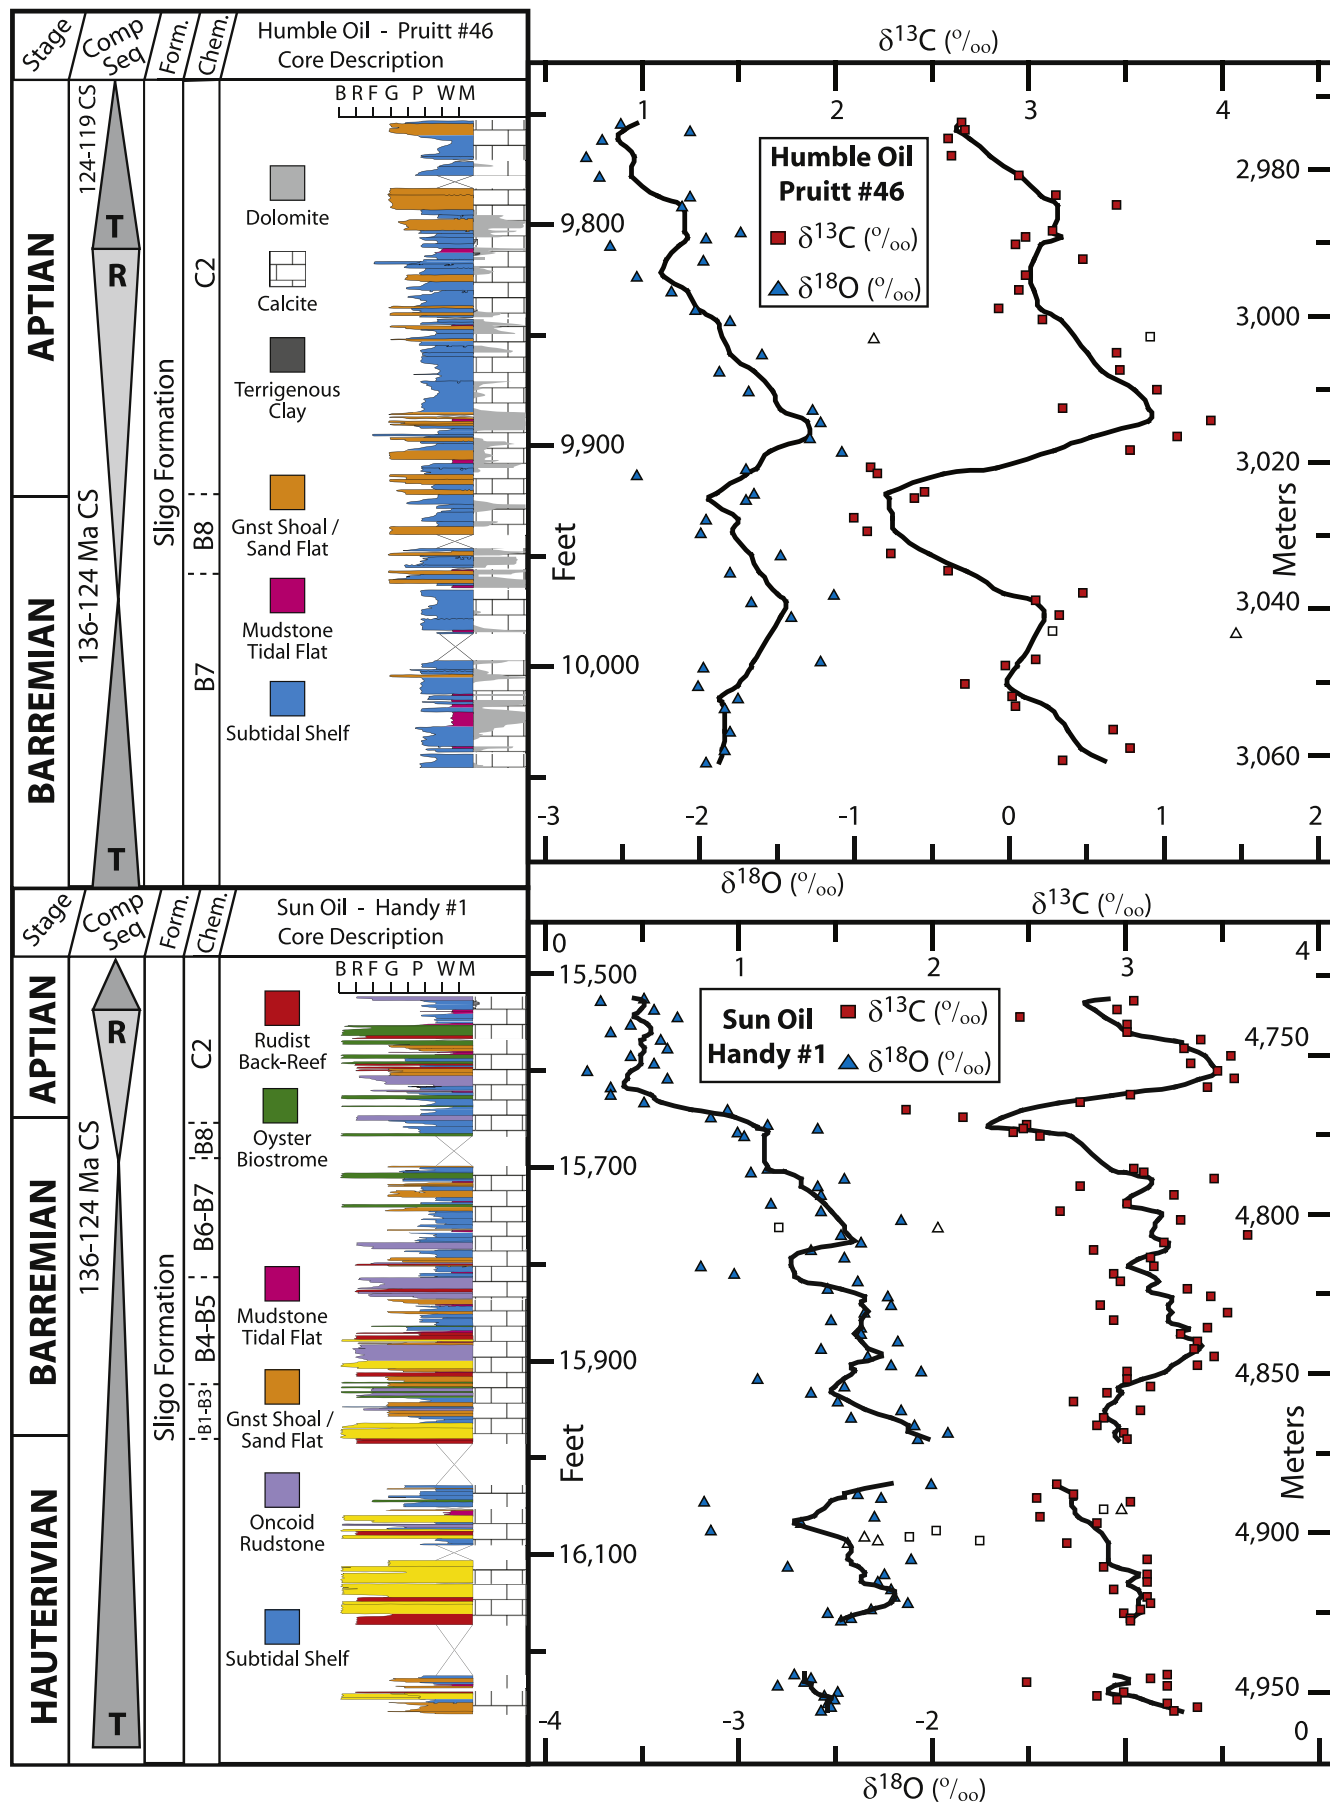 Stage
Comp Seq
Form.
Chem.
Humble Oil - Pruitt #46
Core Description
B R F G P W M
APTIAN
BARREMIAN
124-119 CS
136-124 Ma CS
T
R
T
Sligo Formation
C2
B8
B7
Dolomite
Calcite
Terrigenous
Clay
Gnst Shoal /
Sand Flat
Mudstone
Tidal Flat
Subtidal Shelf
δ13C (o/oo)
1 2 3 4
Humble Oil
Pruitt #46
δ13C (o/oo)
δ18O (o/oo)
9,800
9,900
10,000
Feet
2,980
3,000
3,020
3,040
3,060
Meters
-3 -2 -1 0 1 2
δ18O (o/oo)
Stage
Comp Seq
Form.
Chem.
Sun Oil - Handy #1
Core Description
B R F G P W M
APTIAN
BARREMIAN
HAUTERIVIAN
R
136-124 Ma CS
T
Sligo Formation
C2
B8
B6-B7
B4-B5
B1-B3
Rudist
Back-Reef
Oyster
Biostrome
Mudstone
Tidal Flat
Gnst Shoal /
Sand Flat
Oncoid
Rudstone
Subtidal Shelf
δ13C (o/oo)
0 1 2 3 4
Sun Oil
Handy #1
δ13C (o/oo)
δ18O (o/oo)
15,500
15,700
15,900
16,100
Feet
4,750
4,800
4,850
4,900
4,950
Meters
-4 -3 -2 0
δ18O (o/oo)